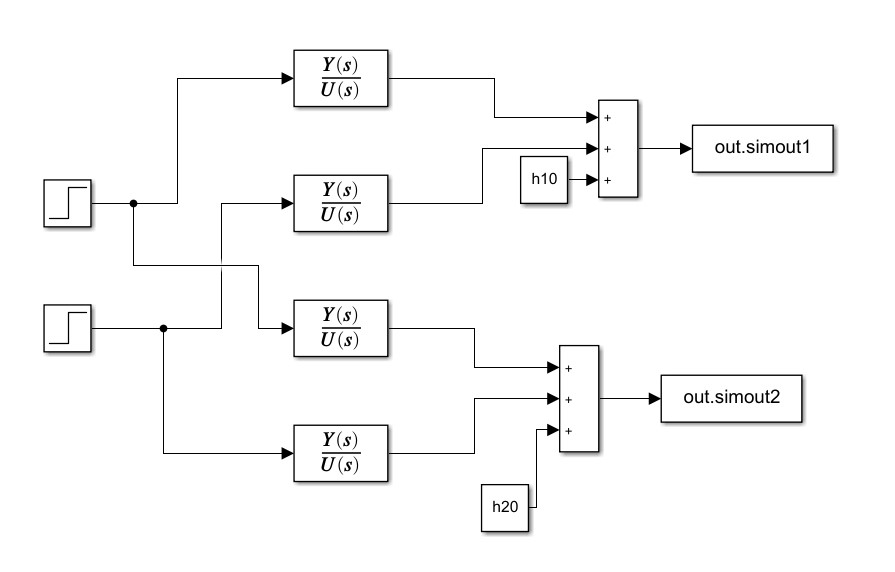 Y(s)
U(s)
+
out.simout1
Y(s)
U(s)
+
h10
+
Y(s)
U(s)
+
out.simout2
Y(s)
U(s)
+
+
h20